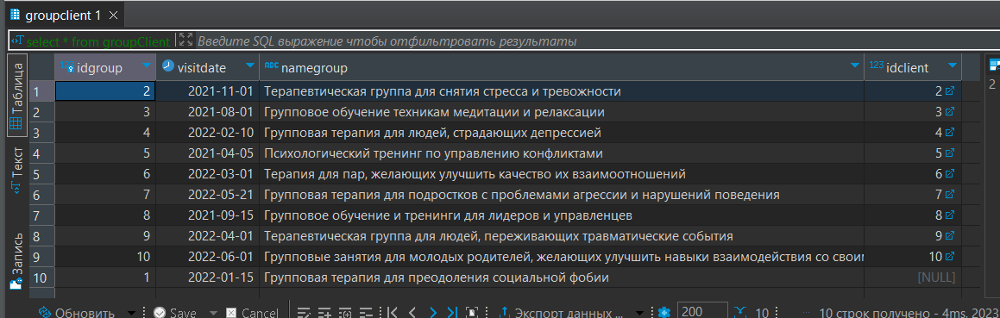 groupclient 1
select * from groupClient Введите SQL выражение чтобы отфильтровать результаты
idgroup visitdate ABC namegroup 123 idclient
1 2 2021-11-01 Терапевтическая группа для снятия стресса и тревожности 2
2 3 2021-08-01 Групповое обучение техникам медитации и релаксации 3
3 4 2022-02-10 Групповая терапия для людей, страдающих депрессией 4
4 5 2021-04-05 Психологический тренинг по управлению конфликтами 5
5 6 2022-03-01 Терапия для пар, желающих улучшить качество их взаимоотношений 6
6 7 2022-05-21 Групповая терапия для подростков с проблемами агрессии и нарушений поведения 7
7 8 2021-09-15 Групповое обучение и тренинги для лидеров и управленцев 8
8 9 2022-04-01 Терапевтическая группа для людей, переживающих травматические события 9
9 10 2022-06-01 Групповые занятия для молодых родителей, желающих улучшить навыки взаимодействия со свои 10
10 1 2022-01-15 Групповая терапия для преодоления социальной фобии [NULL]
Таблица
Текст
Запись
2
Обновить Save Cancel Экспорт данных ... 200 10 10 строк получено - 4ms, 2023